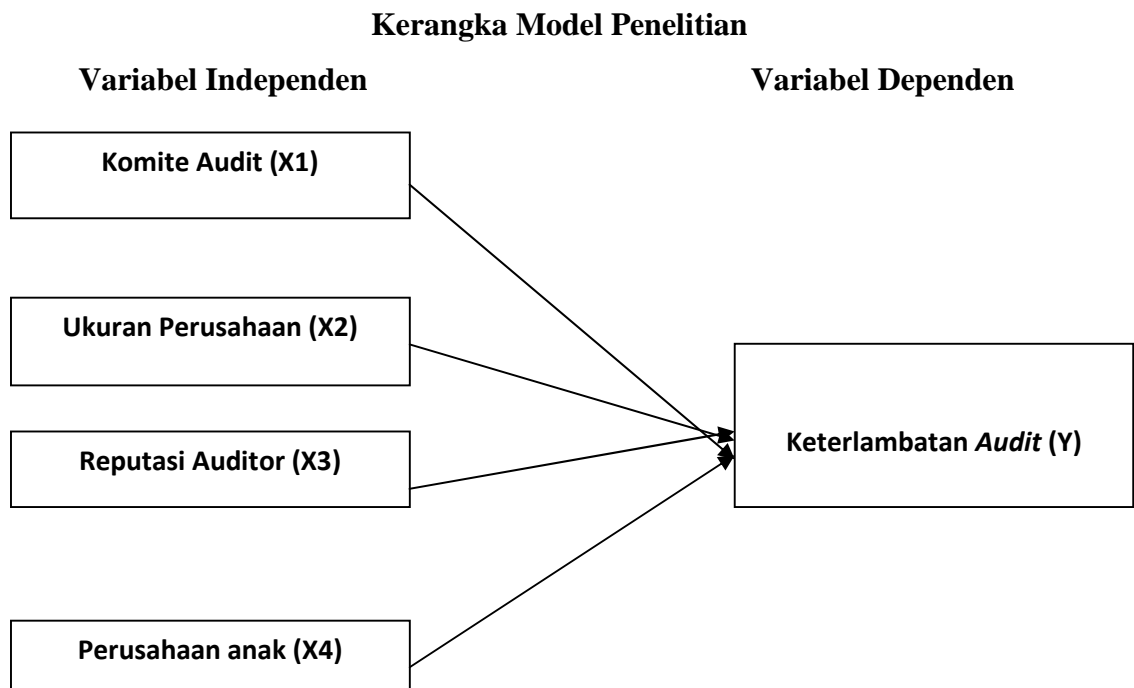 Kerangka Model Penelitian
Variabel Independen Variabel Dependen
Komite Audit (X1)
Ukuran Perusahaan (X2)
Reputasi Auditor (X3)
Keterlambatan Audit (Y)
Perusahaan anak (X4)